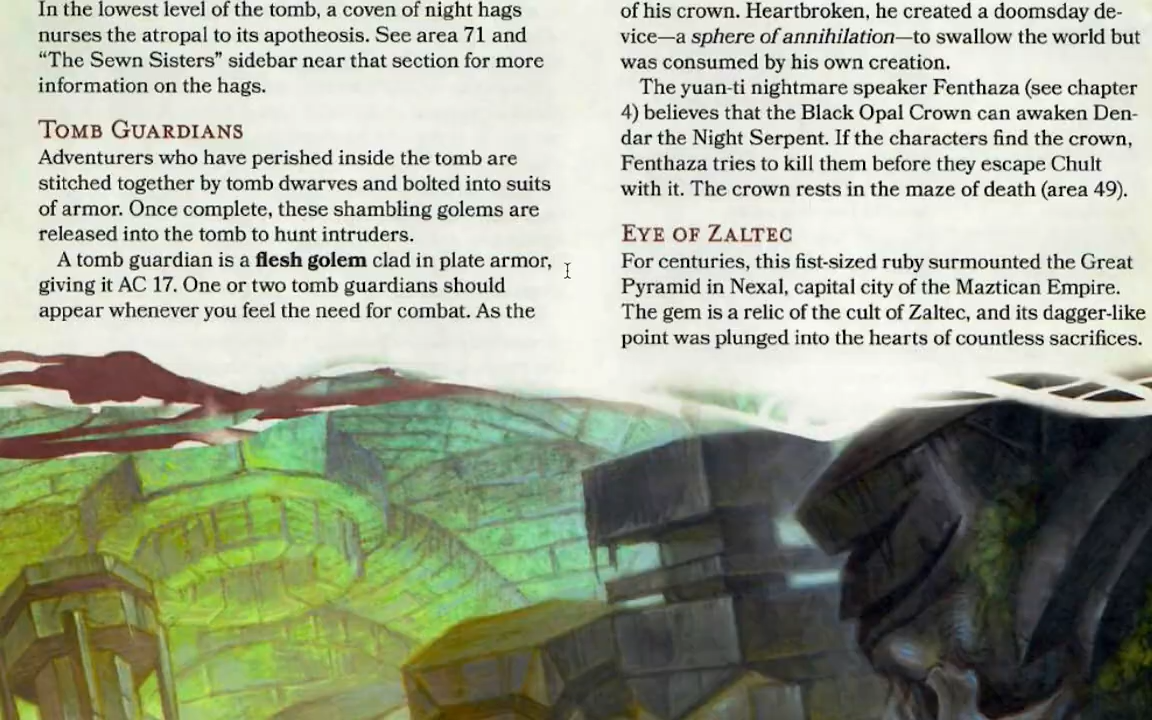 In the lowest level of the tomb, a coven of night hags
nurses the atropal to its apotheosis. See area 71 and
“The Sewn Sisters” sidebar near that section for more
information on the hags.
TOMB GUARDIANS
Adventurers who have perished inside the tomb are
stitched together by tomb dwarves and bolted into suits
of armor. Once complete, these shambling golems are
released into the tomb to hunt intruders.
A tomb guardian is a flesh golem clad in plate armor,
giving it AC 17. One or two tomb guardians should
appear whenever you feel the need for combat. As the
of his crown. Heartbroken, he created a doomsday de-
vice—a sphere of annihilation—to swallow the world but
was consumed by his own creation.
The yuan-ti nightmare speaker Fenthaza (see chapter
4) believes that the Black Opal Crown can awaken Den-
dar the Night Serpent. If the characters find the crown,
Fenthaza tries to kill them before they escape Chult
with it. The crown rests in the maze of death (area 49).
EYE OF ZALTEC
For centuries, this fist-sized ruby surmounted the Great
Pyramid in Nexal, capital city of the Maztican Empire.
The gem is a relic of the cult of Zaltec, and its dagger-like
point was plunged into the hearts of countless sacrifices.